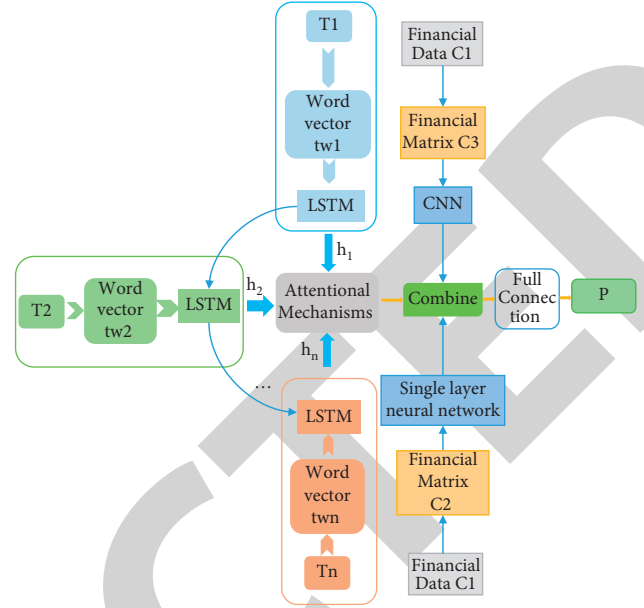 T1
Word
vector
tw1
LSTM
h1
Financial
Data C1
Financial
Matrix C3
CNN
T2
Word
vector
tw2
LSTM
h2
Attentional
Mechanisms
Combine
Full
Connec
tion
P
hn
...
LSTM
Word
vector
twn
Tn
Single layer
neural network
Financial
Matrix
C2
Financial
Data C1